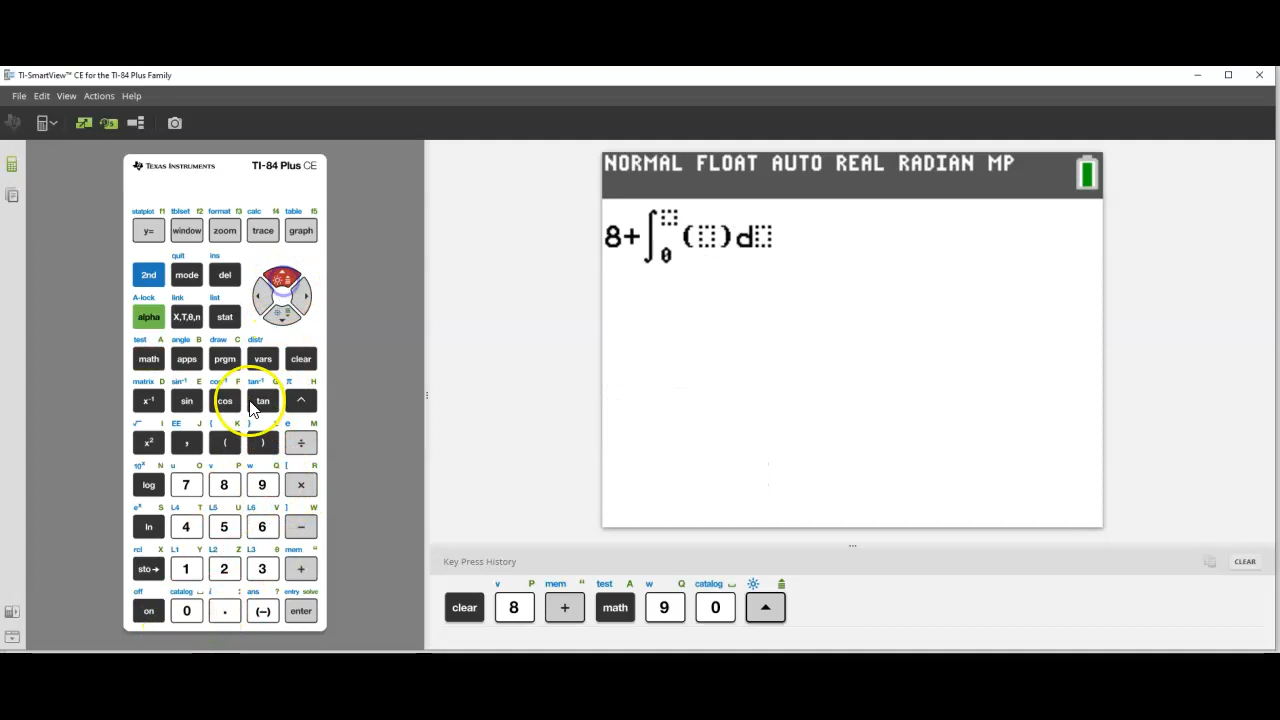 TI-SmartView™ CE for the TI-84 Plus Family
File Edit View Actions Help
TEXAS INSTRUMENTS TI-84 Plus CE
statplot f1 tblset f2 format f3 calc f4 table f5
y= window zoom trace graph
quit ins
2nd mode del
A-lock link list
alpha X,T,θ,n stat
test A angle B draw C distr
math apps prgm vars clear
matrix D sin⁻¹ E cos⁻¹ F tan⁻¹ G π H
x⁻¹ sin cos tan ^
√ I EE J { K } L e M
x² , ( ) ÷
10ˣ N u O v P w Q [ R
log 7 8 9 ×
eˣ S L4 T L5 U L6 V ] W
ln 4 5 6 −
rcl X L1 Y L2 Z L3 θ mem "
sto→ 1 2 3 +
off catalog ⎵ i : ans ? entry solve
on 0 . (−) enter
NORMAL FLOAT AUTO REAL RADIAN MP
8+∫₀ ( )d
Key Press History CLEAR
v P mem " test A w Q catalog ⎵
clear 8 + math 9 0